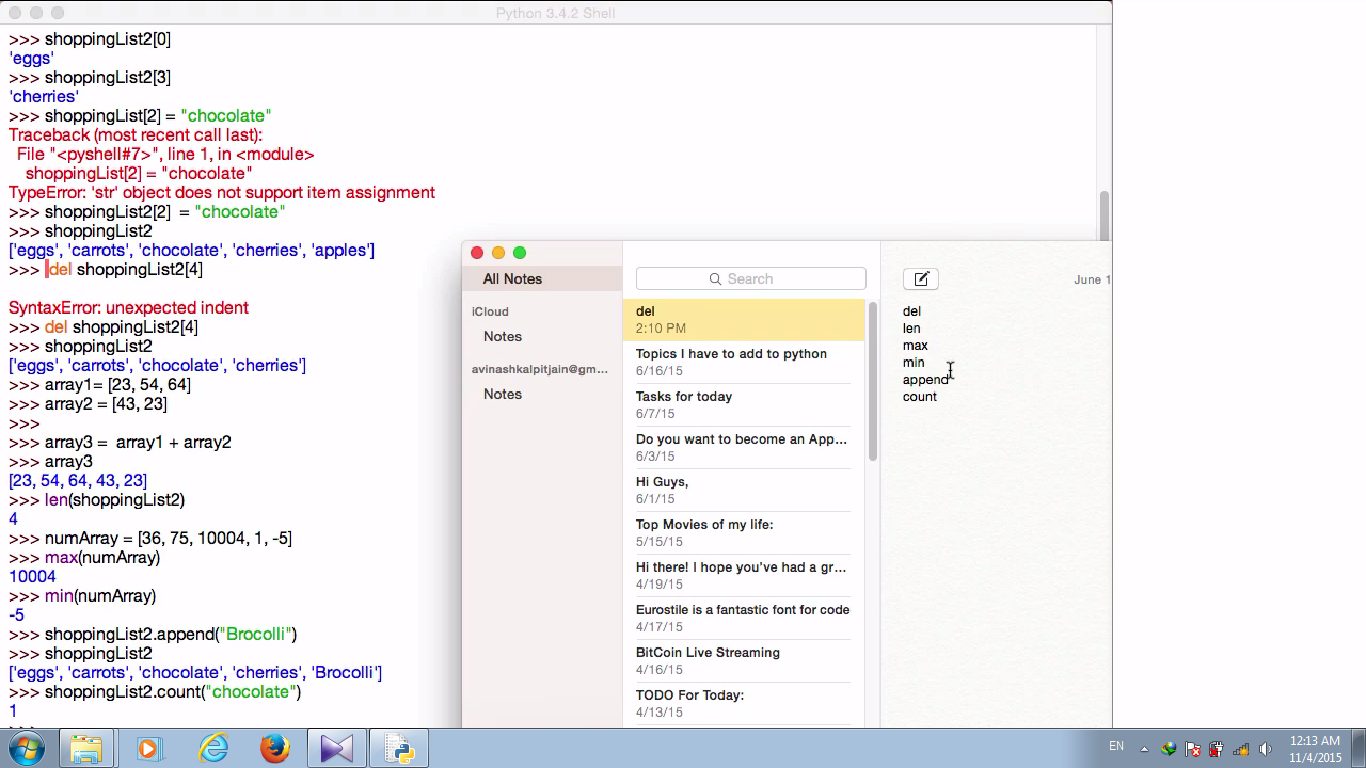 Python 3.4.2 Shell
>>> shoppingList2[0]
'eggs'
>>> shoppingList2[3]
'cherries'
>>> shoppingList[2] = "chocolate"
Traceback (most recent call last):
  File "<pyshell#7>", line 1, in <module>
    shoppingList[2] = "chocolate"
TypeError: 'str' object does not support item assignment
>>> shoppingList2[2]  = "chocolate"
>>> shoppingList2
['eggs', 'carrots', 'chocolate', 'cherries', 'apples']
>>> del shoppingList2[4]
SyntaxError: unexpected indent
>>> del shoppingList2[4]
>>> shoppingList2
['eggs', 'carrots', 'chocolate', 'cherries']
>>> array1= [23, 54, 64]
>>> array2 = [43, 23]
>>>
>>> array3 =  array1 + array2
>>> array3
[23, 54, 64, 43, 23]
>>> len(shoppingList2)
4
>>> numArray = [36, 75, 10004, 1, -5]
>>> max(numArray)
10004
>>> min(numArray)
-5
>>> shoppingList2.append("Brocolli")
>>> shoppingList2
['eggs', 'carrots', 'chocolate', 'cherries', 'Brocolli']
>>> shoppingList2.count("chocolate")
1
All Notes
iCloud
Notes
avinashkalpitjain@gm...
Notes
Search
del
2:10 PM
Topics I have to add to python
6/16/15
Tasks for today
6/7/15
Do you want to become an App...
6/3/15
Hi Guys,
6/1/15
Top Movies of my life:
5/15/15
Hi there! I hope you've had a gr...
4/19/15
Eurostile is a fantastic font for code
4/17/15
BitCoin Live Streaming
4/16/15
TODO For Today:
4/13/15
June 1
del
len
max
min
append
count
EN
12:13 AM
11/4/2015